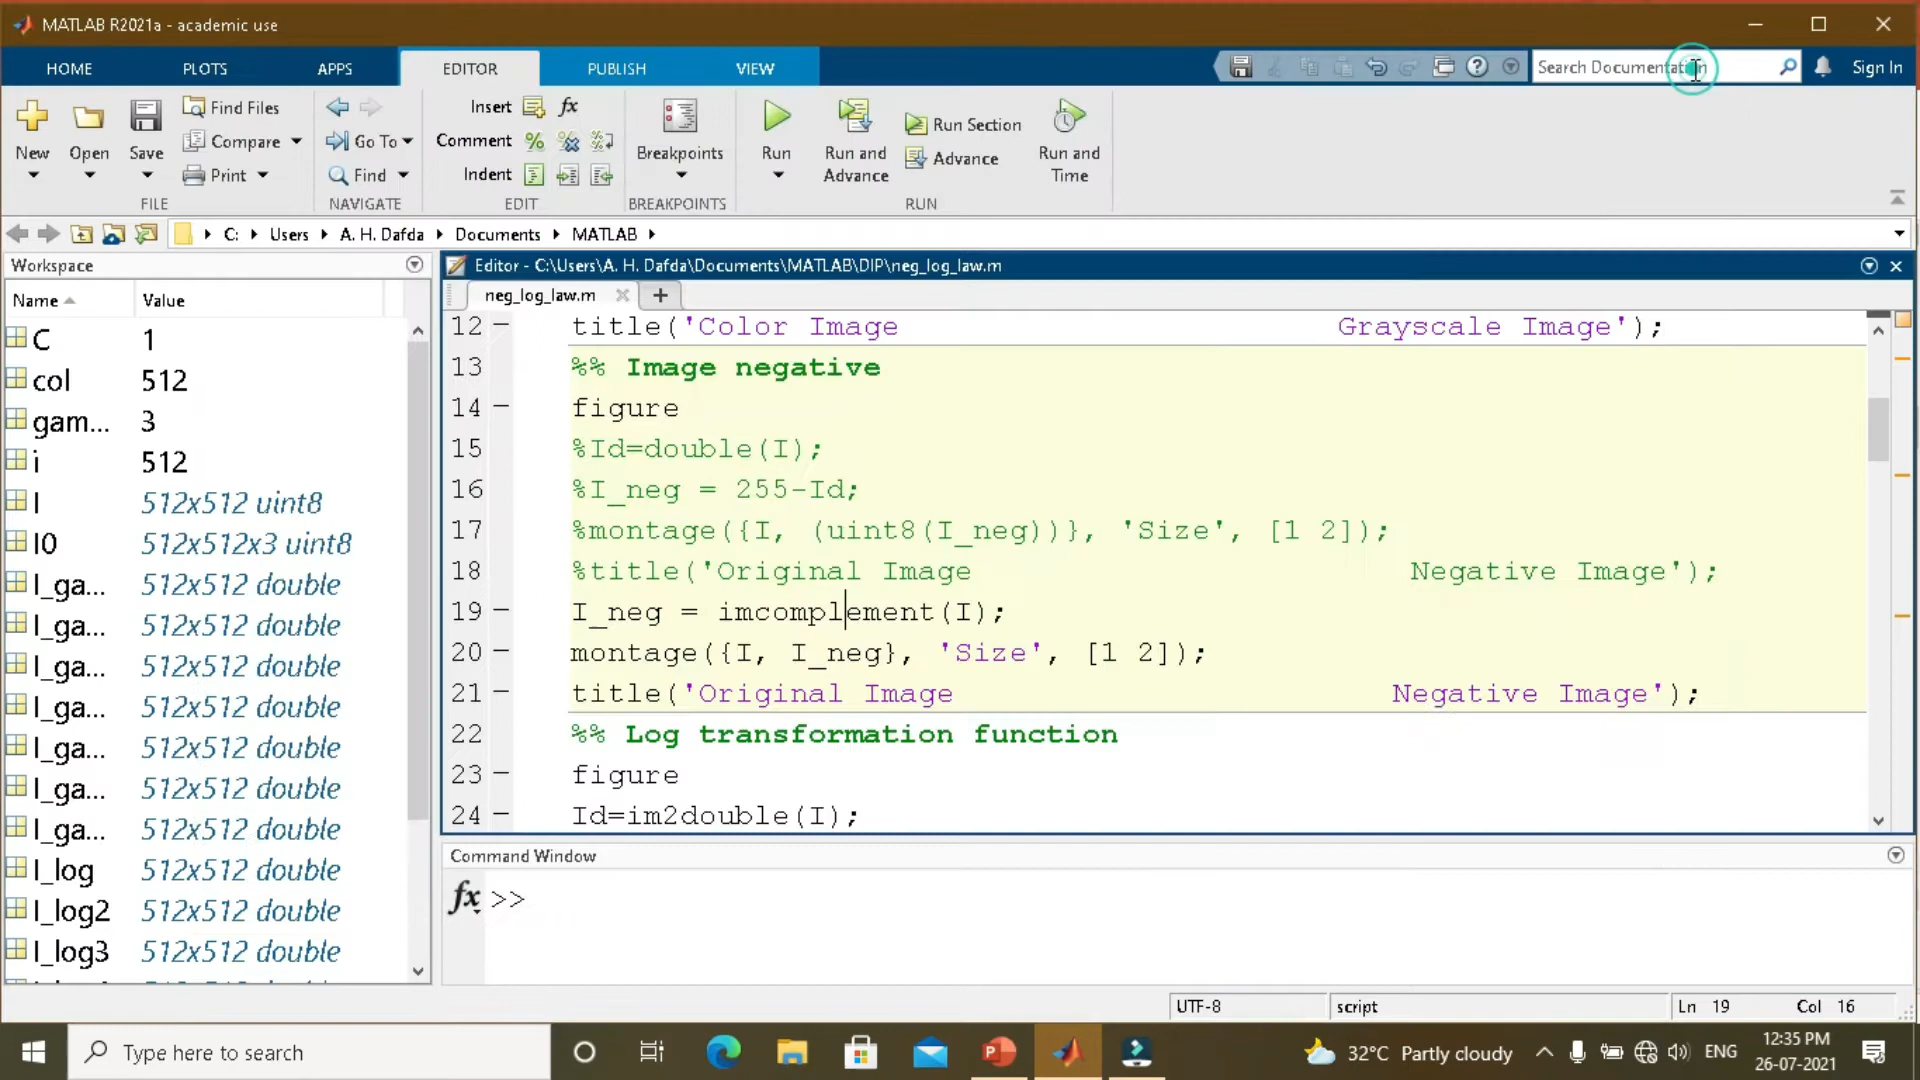 MATLAB R2021a - academic use
HOME PLOTS APPS EDITOR PUBLISH VIEW
Search Documentation
Sign In
New
Open
Save
Find Files
Compare
Print
FILE
Go To
Find
NAVIGATE
Insert
Comment
Indent
EDIT
Breakpoints
BREAKPOINTS
Run
Run and
Advance
Run Section
Advance
Run and
Time
RUN
C: Users A. H. Dafda Documents MATLAB
Workspace
Name Value
C 1
col 512
gam... 3
i 512
I 512x512 uint8
I0 512x512x3 uint8
I_ga... 512x512 double
I_ga... 512x512 double
I_ga... 512x512 double
I_ga... 512x512 double
I_ga... 512x512 double
I_ga... 512x512 double
I_ga... 512x512 double
I_log 512x512 double
I_log2 512x512 double
I_log3 512x512 double
Editor - C:\Users\A. H. Dafda\Documents\MATLAB\DIP\neg_log_law.m
neg_log_law.m
12 title('Color Image Grayscale Image');
13 %% Image negative
14 figure
15 %Id=double(I);
16 %I_neg = 255-Id;
17 %montage({I, (uint8(I_neg))}, 'Size', [1 2]);
18 %title('Original Image Negative Image');
19 I_neg = imcomplement(I);
20 montage({I, I_neg}, 'Size', [1 2]);
21 title('Original Image Negative Image');
22 %% Log transformation function
23 figure
24 Id=im2double(I);
Command Window
fx >>
UTF-8 script Ln 19 Col 16
Type here to search
32°C Partly cloudy
ENG
12:35 PM
26-07-2021